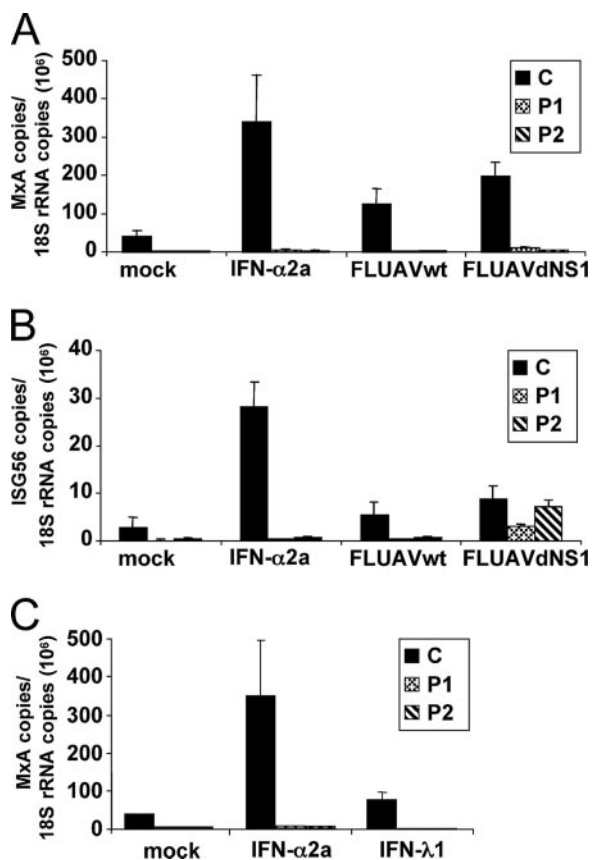 A
MxA copies/
18S rRNA copies (10⁶)
500
400
300
200
100
0
C
P1
P2
mock IFN-α2a FLUAVwt FLUAVdNS1
B
ISG56 copies/
18S rRNA copies (10⁶)
40
30
20
10
0
C
P1
P2
mock IFN-α2a FLUAVwt FLUAVdNS1
C
MxA copies/
18S rRNA copies (10⁶)
500
400
300
200
100
0
C
P1
P2
mock IFN-α2a IFN-λ1